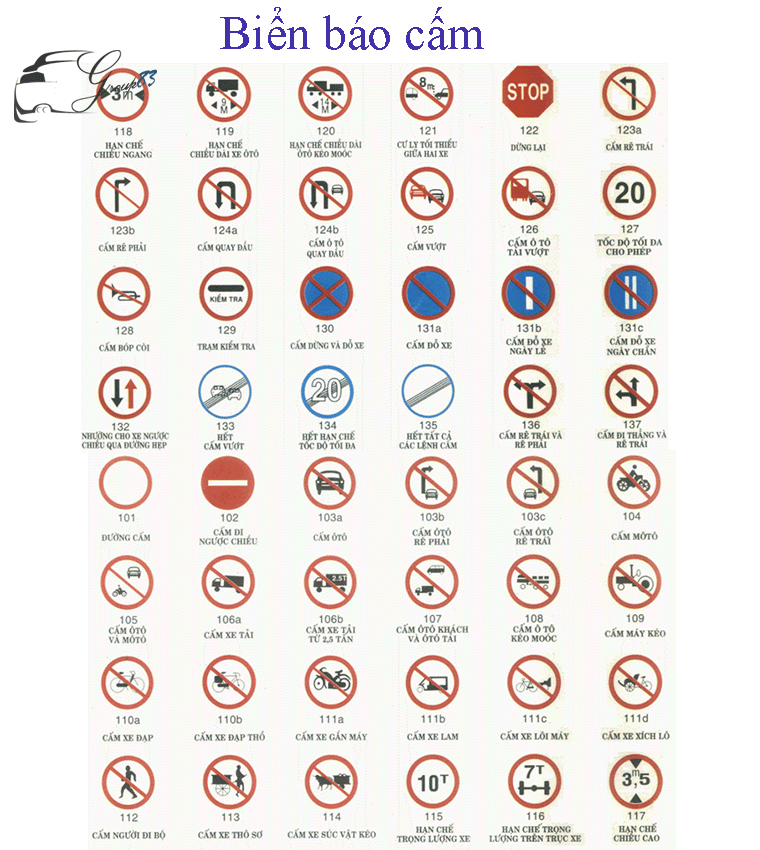 Biển báo cấm
Group83
3m
9
M
14
M
8m
STOP
118
119
120
121
122
123a
HẠN CHẾ
CHIỀU NGANG
HẠN CHẾ
CHIỀU DÀI XE ÔTÔ
HẠN CHẾ CHIỀU DÀI
ÔTÔ KÉO MOÓC
CỰ LY TỐI THIỂU
GIỮA HAI XE
DỪNG LẠI
CẤM RẼ TRÁI
20
123b
124a
124b
125
126
127
CẤM RẼ PHẢI
CẤM QUAY ĐẦU
CẤM Ô TÔ
QUAY ĐẦU
CẤM VƯỢT
CẤM Ô TÔ
TẢI VƯỢT
TỐC ĐỘ TỐI ĐA
CHO PHÉP
KIỂM TRA
128
129
130
131a
131b
131c
CẤM BÓP CÒI
TRẠM KIỂM TRA
CẤM DỪNG VÀ ĐỖ XE
CẤM ĐỖ XE
CẤM ĐỖ XE
NGÀY LẺ
CẤM ĐỖ XE
NGÀY CHẴN
20
132
133
134
135
136
137
NHƯỜNG CHO XE NGƯỢC
CHIỀU QUA ĐƯỜNG HẸP
HẾT
CẤM VƯỢT
HẾT HẠN CHẾ
TỐC ĐỘ TỐI ĐA
HẾT TẤT CẢ
CÁC LỆNH CẤM
CẤM RẼ TRÁI VÀ
RẼ PHẢI
CẤM ĐI THẲNG VÀ
RẼ TRÁI
101
102
103a
103b
103c
104
ĐƯỜNG CẤM
CẤM ĐI
NGƯỢC CHIỀU
CẤM ÔTÔ
CẤM ÔTÔ
RẼ PHẢI
CẤM ÔTÔ
RẼ TRÁI
CẤM MÔTÔ
2,5T
105
106a
106b
107
108
109
CẤM ÔTÔ
VÀ MÔTÔ
CẤM XE TẢI
CẤM XE TẢI
TỪ 2,5 TẤN
CẤM ÔTÔ KHÁCH
VÀ ÔTÔ TẢI
CẤM Ô TÔ
KÉO MOÓC
CẤM MÁY KÉO
110a
110b
111a
111b
111c
111d
CẤM XE ĐẠP
CẤM XE ĐẠP THỒ
CẤM XE GẮN MÁY
CẤM XE LAM
CẤM XE LÔI MÁY
CẤM XE XÍCH LÔ
10T
7T
m
3,5
112
113
114
115
116
117
CẤM NGƯỜI ĐI BỘ
CẤM XE THÔ SƠ
CẤM XE SÚC VẬT KÉO
HẠN CHẾ
TRỌNG LƯỢNG XE
HẠN CHẾ TRỌNG
LƯỢNG TRÊN TRỤC XE
HẠN CHẾ
CHIỀU CAO